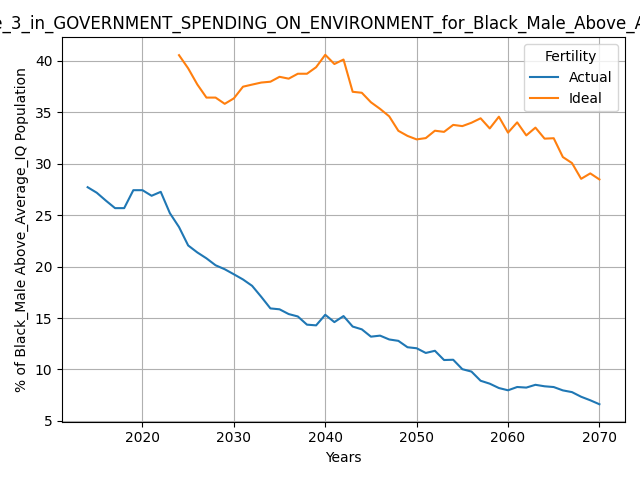 e_3_in_GOVERNMENT_SPENDING_ON_ENVIRONMENT_for_Black_Male_Above_A
% of Black_Male Above_Average_IQ Population
40
35
30
25
20
15
10
5
Fertility
Actual
Ideal
2020 2030 2040 2050 2060 2070
Years